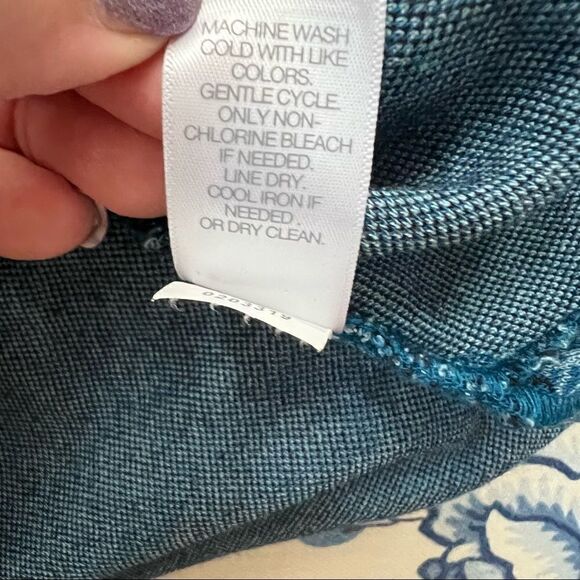 MACHINE WASH
COLD WITH LIKE
COLORS.
GENTLE CYCLE.
ONLY NON-
CHLORINE BLEACH
IF NEEDED.
LINE DRY.
COOL IRON IF
NEEDED .
OR DRY CLEAN.